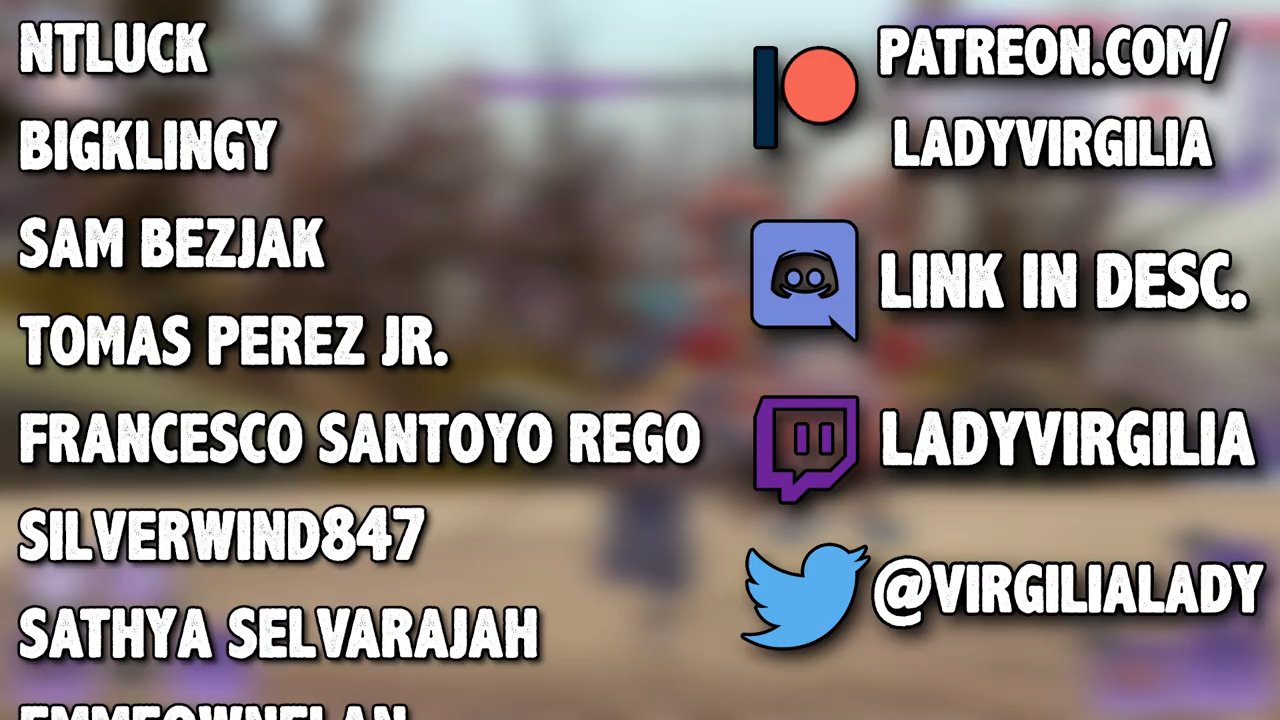 NTLUCK
BIGKLINGY
SAM BEZJAK
TOMAS PEREZ JR.
FRANCESCO SANTOYO REGO
SILVERWIND847
SATHYA SELVARAJAH
PATREON.COM/
LADYVIRGILIA
LINK IN DESC.
LADYVIRGILIA
@VIRGILIALADY